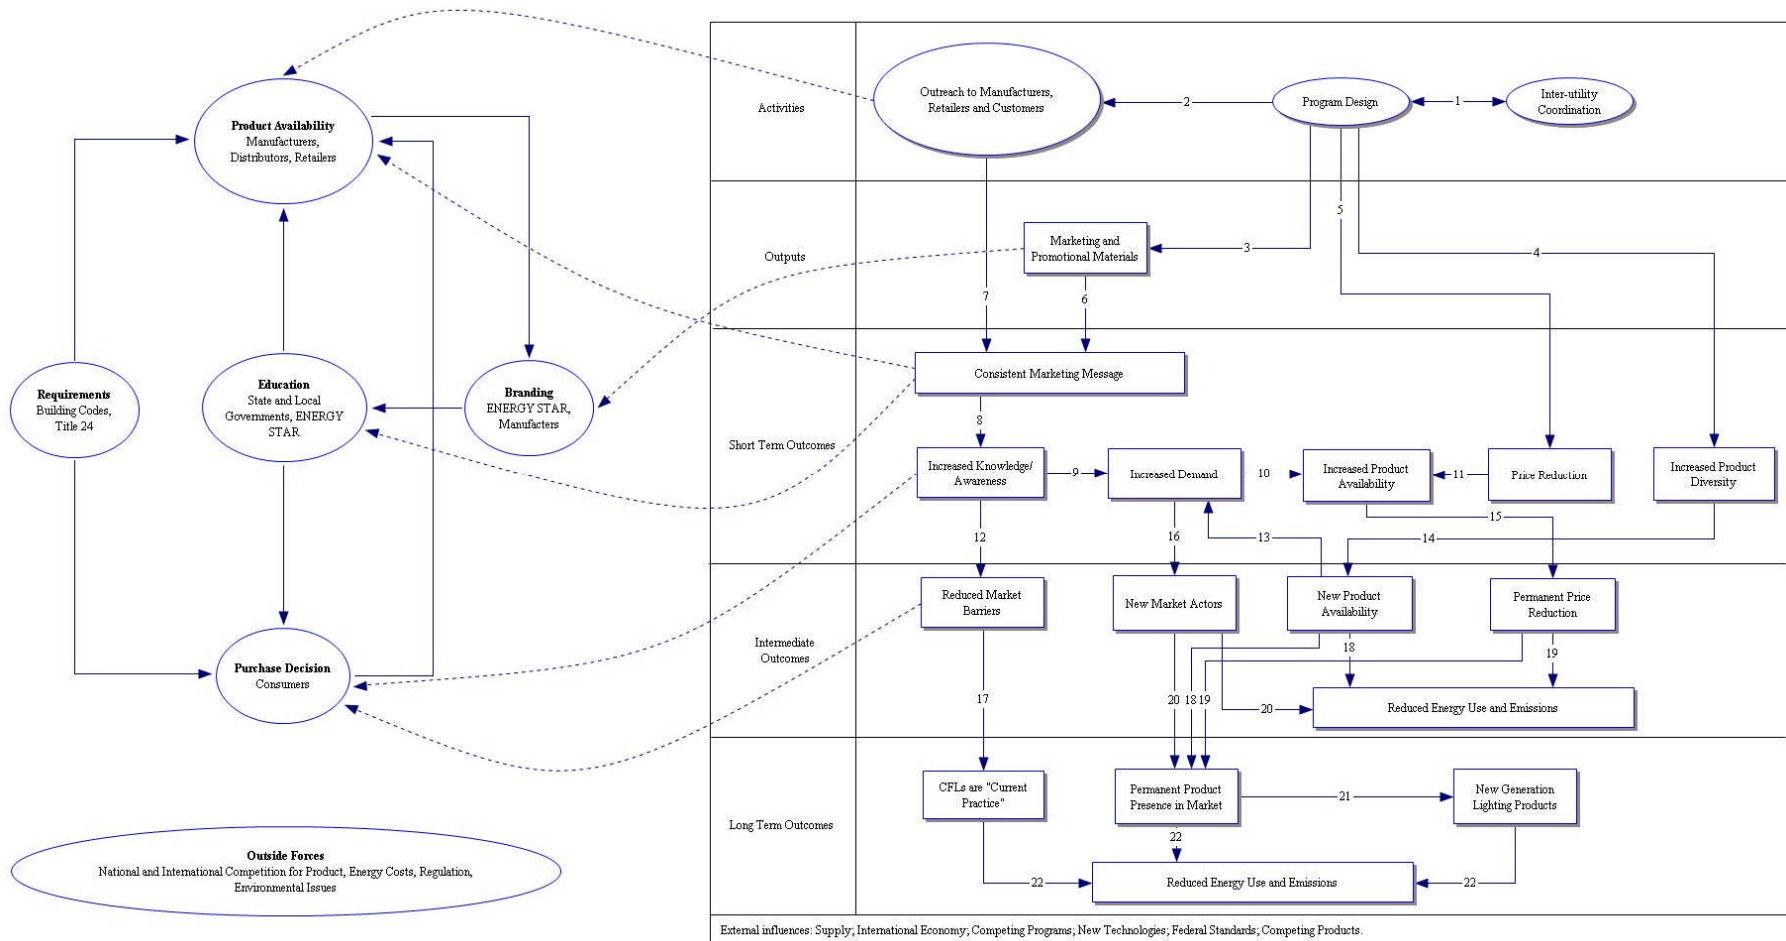 Product Availability
Manufacturers,
Distributors, Retailers
Requirements
Building Codes,
Title 24
Education
State and Local
Governments, ENERGY
STAR
Branding
ENERGY STAR,
Manufacters
Purchase Decision
Consumers
Outside Forces
National and International Competition for Product, Energy Costs, Regulation,
Environmental Issues
Activities
Outreach to Manufacturers,
Retailers and Customers
2
Program Design
1
Inter-utility
Coordination
Outputs
Marketing and
Promotional Materials
3
5
4
7
6
Short Term Outcomes
Consistent Marketing Message
8
Increased Knowledge/
Awareness
9
Increased Demand
10
Increased Product
Availability
11
Price Reduction
Increased Product
Diversity
12
16
13
15
14
Intermediate
Outcomes
Reduced Market
Barriers
New Market Actors
New Product
Availability
Permanent Price
Reduction
18
19
17
20
18
19
20
Reduced Energy Use and Emissions
Long Term Outcomes
CFLs are "Current
Practice"
Permanent Product
Presence in Market
21
New Generation
Lighting Products
22
22
Reduced Energy Use and Emissions
22
External influences: Supply; International Economy; Competing Programs; New Technologies; Federal Standards; Competing Products.